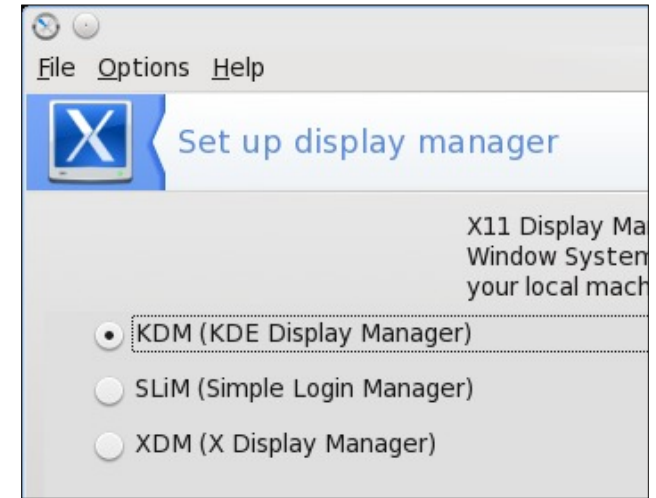 File Options Help
Set up display manager
X11 Display Ma
Window System
your local mach
KDM (KDE Display Manager)
SLiM (Simple Login Manager)
XDM (X Display Manager)